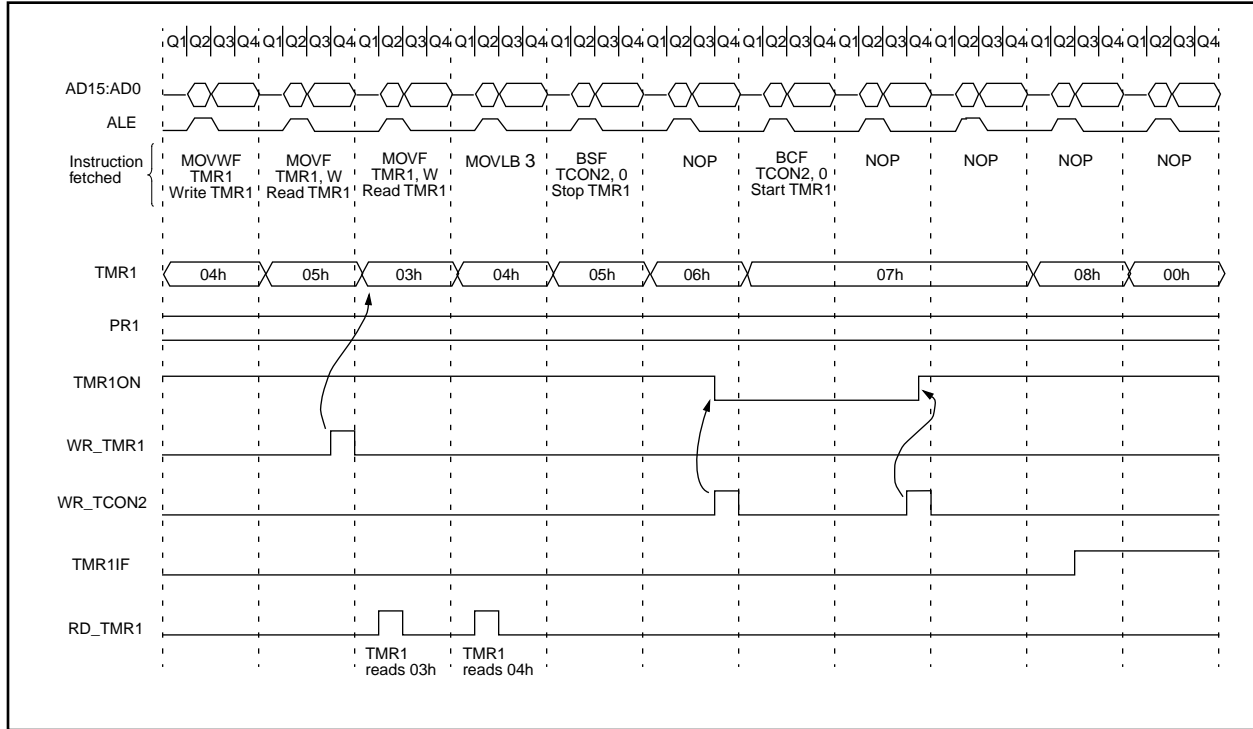 Q1 Q2 Q3 Q4 Q1 Q2 Q3 Q4 Q1 Q2 Q3 Q4 Q1 Q2 Q3 Q4 Q1 Q2 Q3 Q4 Q1 Q2 Q3 Q4 Q1 Q2 Q3 Q4 Q1 Q2 Q3 Q4 Q1 Q2 Q3 Q4 Q1 Q2 Q3 Q4 Q1 Q2 Q3 Q4
AD15:AD0
ALE
Instruction
fetched
MOVWF
TMR1
Write TMR1
MOVF
TMR1, W
Read TMR1
MOVF
TMR1, W
Read TMR1
MOVLB 3
BSF
TCON2, 0
Stop TMR1
NOP
BCF
TCON2, 0
Start TMR1
NOP
NOP
NOP
NOP
TMR1 04h 05h 03h 04h 05h 06h 07h 08h 00h
PR1
TMR1ON
WR_TMR1
WR_TCON2
TMR1IF
RD_TMR1
TMR1
reads 03h
TMR1
reads 04h